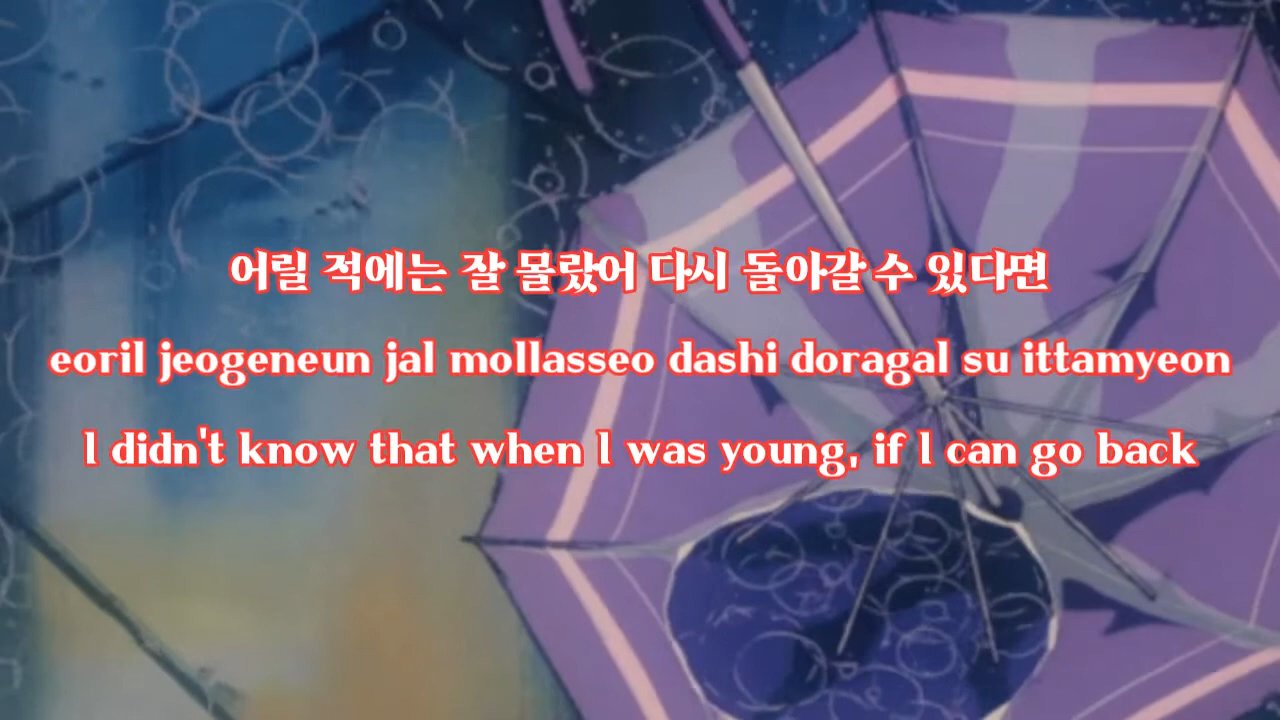 어릴 적에는 잘 몰랐어 다시 돌아갈 수 있다면
eoril jeogeneun jal mollasseo dashi doragal su ittamyeon
I didn't know that when I was young, if I can go back